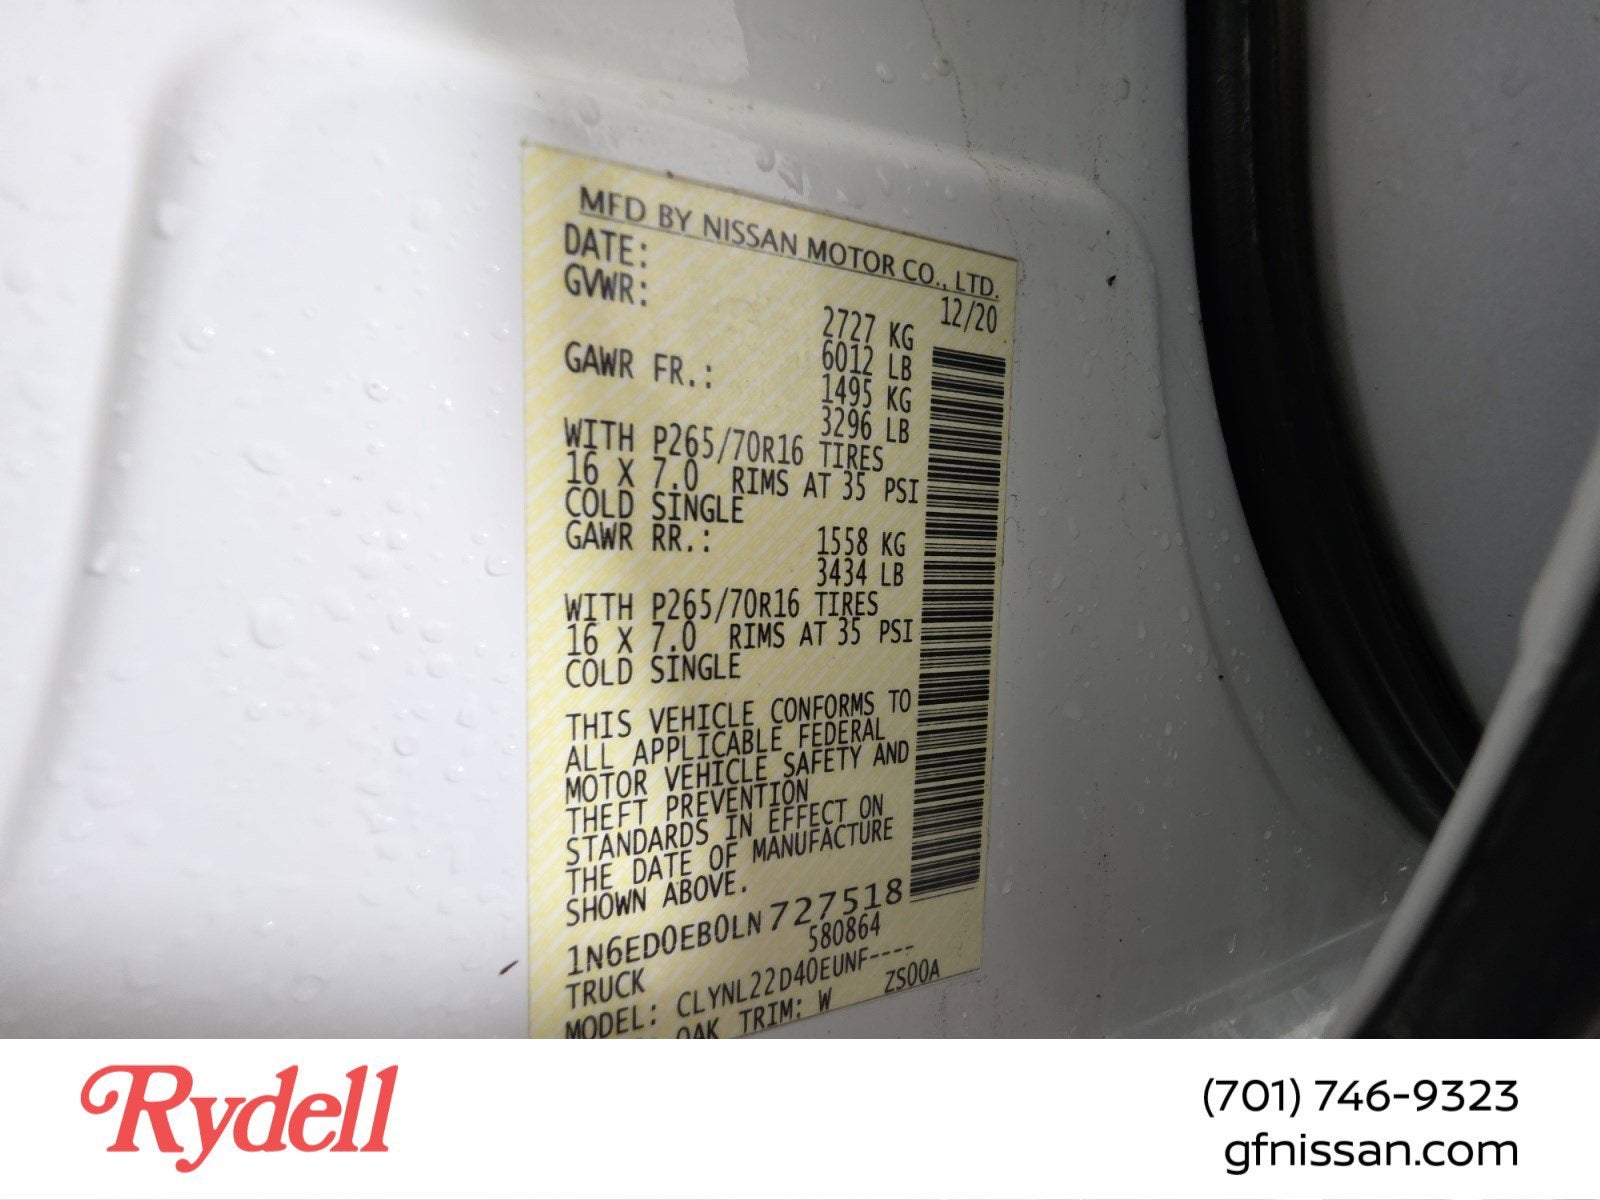 MFD BY NISSAN MOTOR CO., LTD.
DATE: 12/20
GVWR: 2727 KG
6012 LB
GAWR FR.: 1495 KG
3296 LB
WITH P265/70R16 TIRES
16 X 7.0 RIMS AT 35 PSI
COLD SINGLE
GAWR RR.: 1558 KG
3434 LB
WITH P265/70R16 TIRES
16 X 7.0 RIMS AT 35 PSI
COLD SINGLE
THIS VEHICLE CONFORMS TO
ALL APPLICABLE FEDERAL
MOTOR VEHICLE SAFETY AND
THEFT PREVENTION
STANDARDS IN EFFECT ON
THE DATE OF MANUFACTURE
SHOWN ABOVE.
1N6ED0EB0LN727518
TRUCK 580864
MODEL: CLYNL22D40EUNF----
QAK TRIM: W ZS00A
Rydell
(701) 746-9323
gfnissan.com